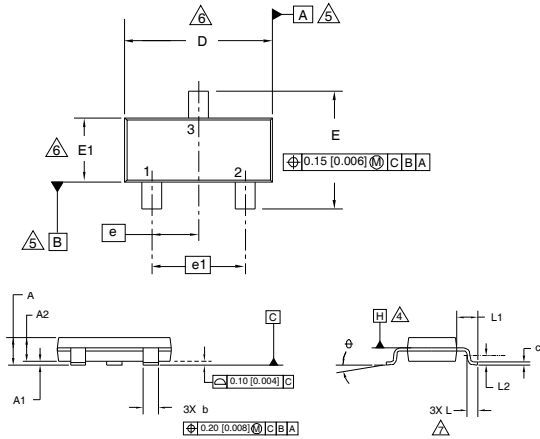 6
D
A 5
3
E
6 E1
⌖ 0.15 [0.006] Ⓜ C B A
1 2
5 B
e
e1
A
A2
C
H 4
L1
θ
c
A1
⌓ 0.10 [0.004] C
L2
3X b
3X L
⌖ 0.20 [0.008] Ⓜ C B A
7